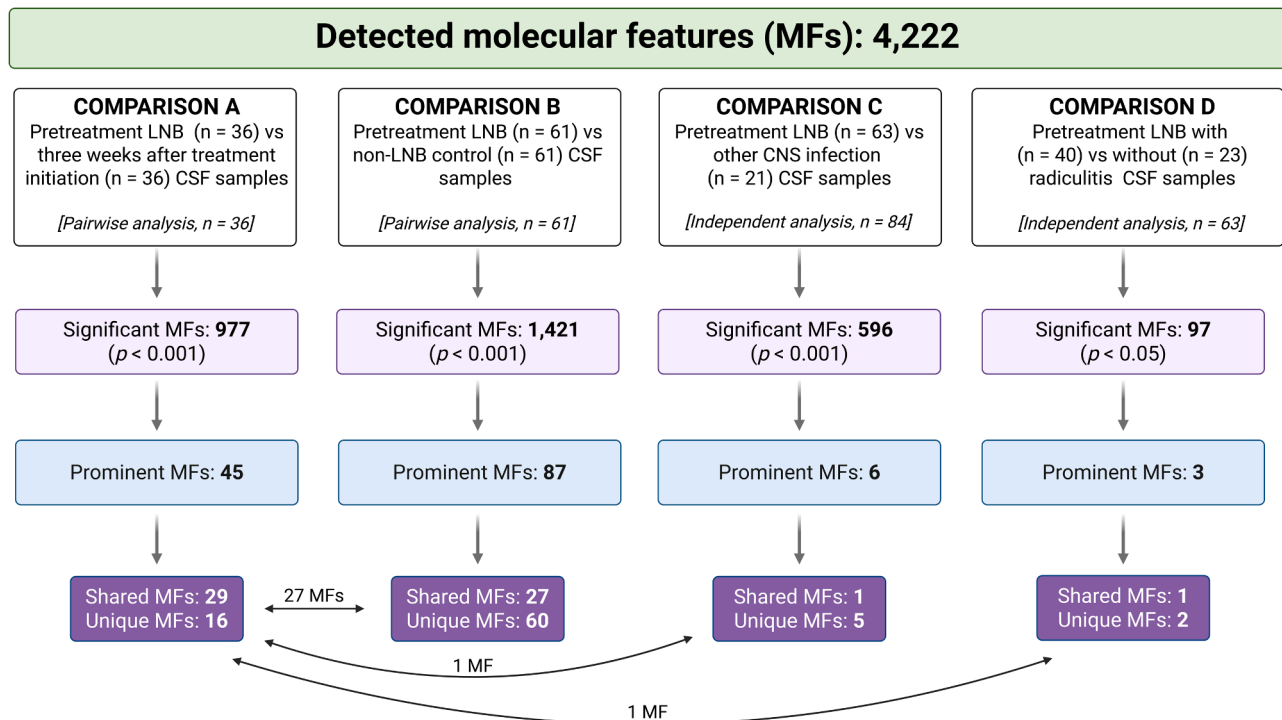 Detected molecular features (MFs): 4,222
COMPARISON A
Pretreatment LNB (n = 36) vs
three weeks after treatment
initiation (n = 36) CSF samples
[Pairwise analysis, n = 36]
COMPARISON B
Pretreatment LNB (n = 61) vs
non-LNB control (n = 61) CSF
samples
[Pairwise analysis, n = 61]
COMPARISON C
Pretreatment LNB (n = 63) vs
other CNS infection
(n = 21) CSF samples
[Independent analysis, n = 84]
COMPARISON D
Pretreatment LNB with
(n = 40) vs without (n = 23)
radiculitis CSF samples
[Independent analysis, n = 63]
Significant MFs: 977
(p < 0.001)
Significant MFs: 1,421
(p < 0.001)
Significant MFs: 596
(p < 0.001)
Significant MFs: 97
(p < 0.05)
Prominent MFs: 45
Prominent MFs: 87
Prominent MFs: 6
Prominent MFs: 3
Shared MFs: 29
Unique MFs: 16
27 MFs
Shared MFs: 27
Unique MFs: 60
Shared MFs: 1
Unique MFs: 5
Shared MFs: 1
Unique MFs: 2
1 MF
1 MF